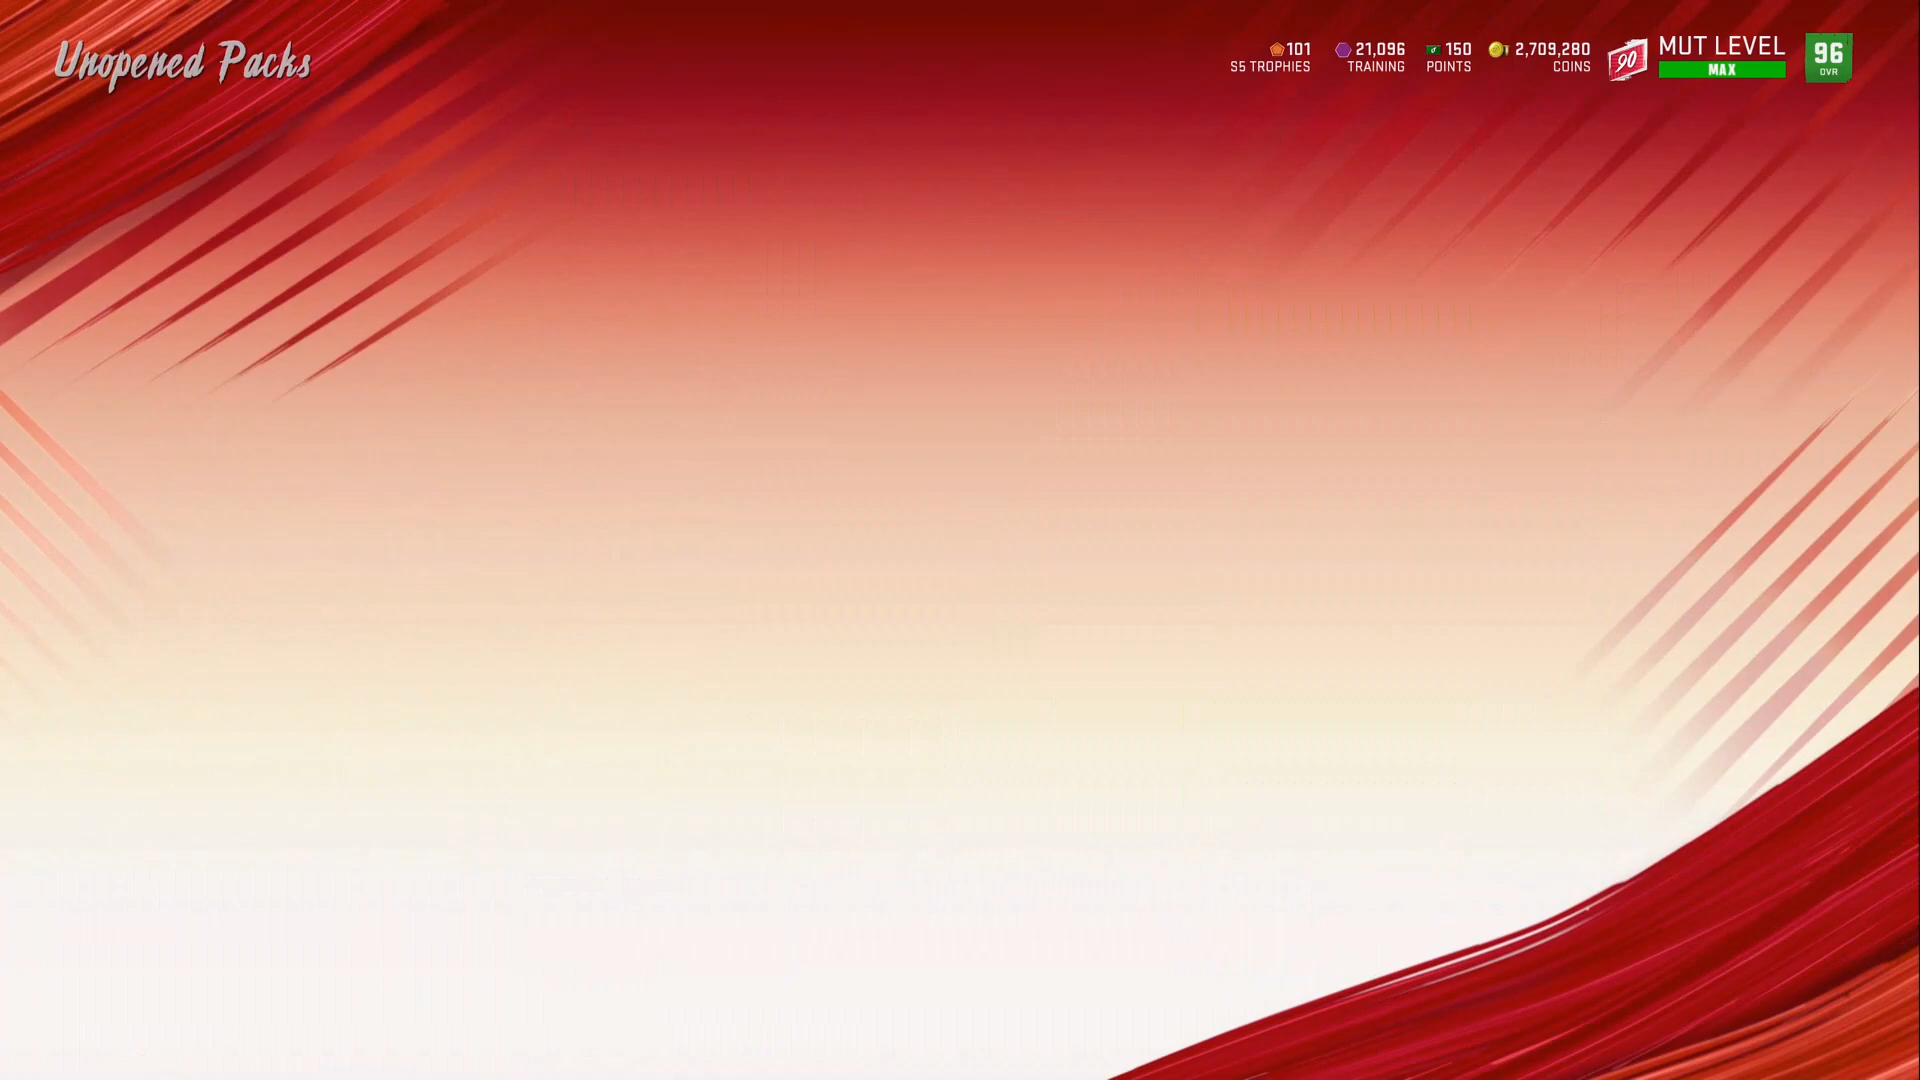 Unopened Packs
101
S5 TROPHIES
21,096
TRAINING
150
POINTS
2,709,280
COINS
90
MUT LEVEL
MAX
96
OVR